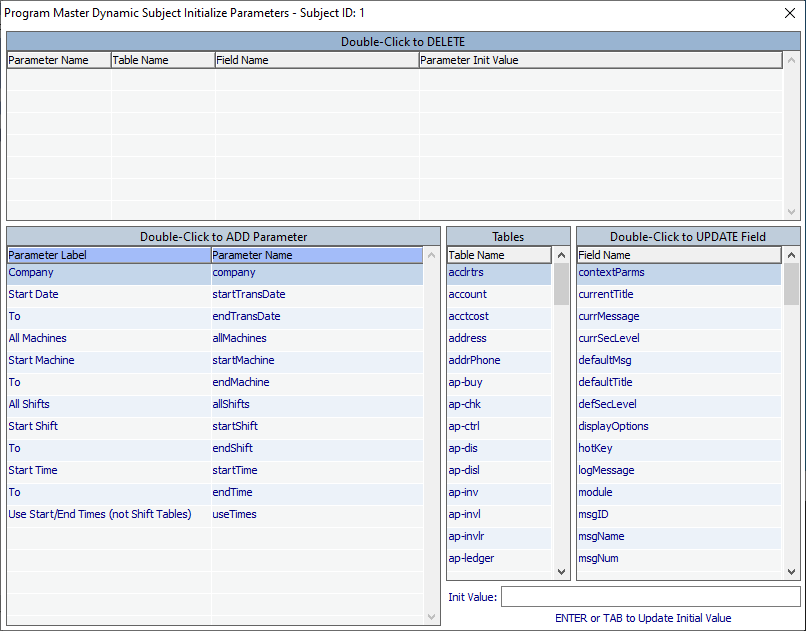 Program Master Dynamic Subject Initialize Parameters - Subject ID: 1
Double-Click to DELETE
Parameter Name Table Name Field Name Parameter Init Value
Double-Click to ADD Parameter
Parameter Label Parameter Name
Company company
Start Date startTransDate
To endTransDate
All Machines allMachines
Start Machine startMachine
To endMachine
All Shifts allShifts
Start Shift startShift
To endShift
Start Time startTime
To endTime
Use Start/End Times (not Shift Tables) useTimes
Tables
Table Name
acclrtrs
account
acctcost
address
addrPhone
ap-buy
ap-chk
ap-ctrl
ap-dis
ap-disl
ap-inv
ap-invl
ap-invlr
ap-ledger
Double-Click to UPDATE Field
Field Name
contextParms
currentTitle
currMessage
currSecLevel
defaultMsg
defaultTitle
defSecLevel
displayOptions
hotKey
logMessage
module
msgID
msgName
msgNum
Init Value:
ENTER or TAB to Update Initial Value